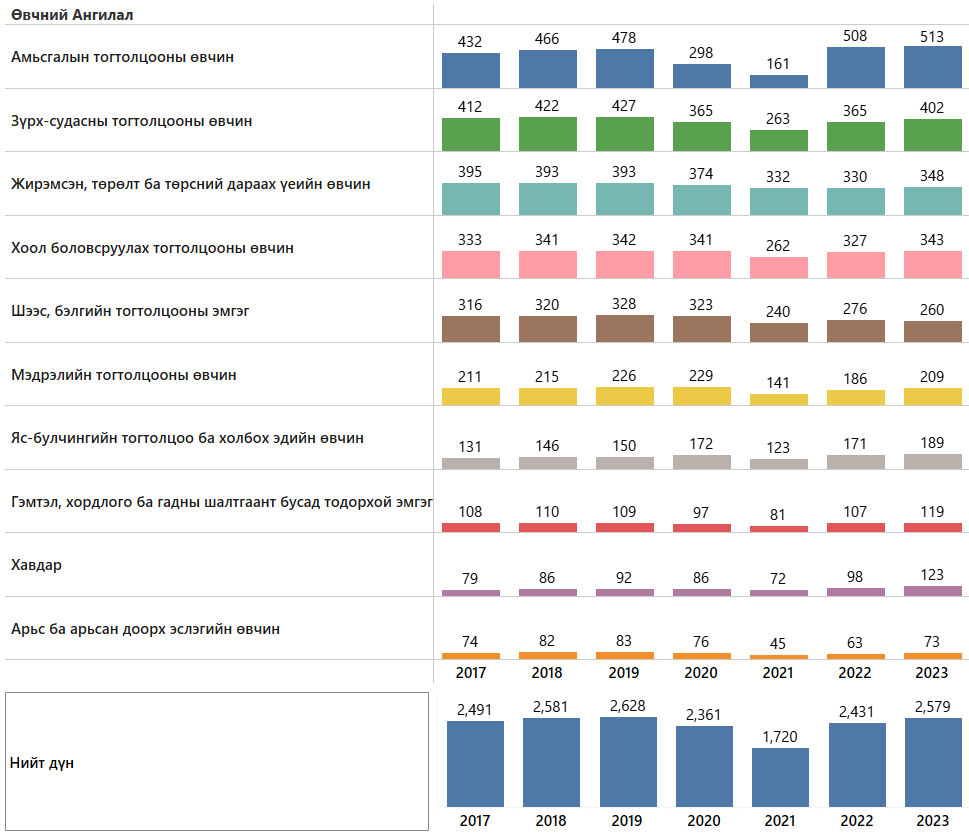 Өвчний Ангилал
Амьсгалын тогтолцооны өвчин
432 466 478 298 161 508 513
Зүрх-судасны тогтолцооны өвчин
412 422 427 365 263 365 402
Жирэмсэн, төрөлт ба төрсний дараах үеийн өвчин
395 393 393 374 332 330 348
Хоол боловсруулах тогтолцооны өвчин
333 341 342 341 262 327 343
Шээс, бэлгийн тогтолцооны эмгэг
316 320 328 323 240 276 260
Мэдрэлийн тогтолцооны өвчин
211 215 226 229 141 186 209
Яс-булчингийн тогтолцоо ба холбох эдийн өвчин
131 146 150 172 123 171 189
Гэмтэл, хордлого ба гадны шалтгаант бусад тодорхой эмгэг
108 110 109 97 81 107 119
Хавдар
79 86 92 86 72 98 123
Арьс ба арьсан доорх эслэгийн өвчин
74 82 83 76 45 63 73
2017 2018 2019 2020 2021 2022 2023
Нийт дүн
2,491 2,581 2,628 2,361 1,720 2,431 2,579
2017 2018 2019 2020 2021 2022 2023